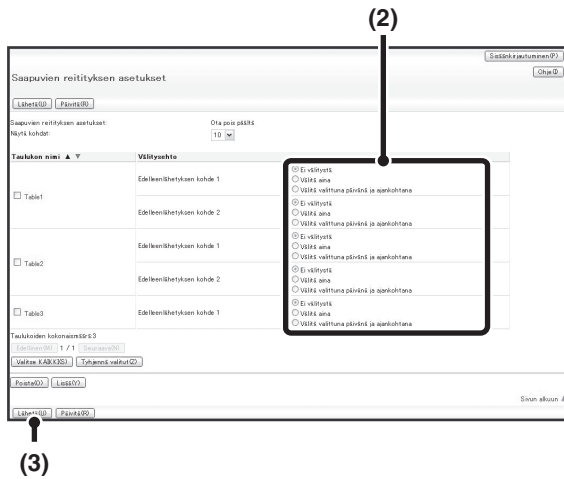 (2)
Sisäänkirjautuminen(P)
Saapuvien reitityksen asetukset
Ohje(I)
Lähetä(U) Päivitä(R)
Saapuvien reitityksen asetukset: Ota pois päältä
Näytä kohdat: 10
Taulukon nimi ▲ ▼ Välitysehto
Table1
Edelleenlähetyksen kohde 1
Ei välitystä
Välitä aina
Välitä valittuna päivänä ja ajankohtana
Edelleenlähetyksen kohde 2
Ei välitystä
Välitä aina
Välitä valittuna päivänä ja ajankohtana
Table2
Edelleenlähetyksen kohde 1
Ei välitystä
Välitä aina
Välitä valittuna päivänä ja ajankohtana
Edelleenlähetyksen kohde 2
Ei välitystä
Välitä aina
Välitä valittuna päivänä ja ajankohtana
Table3
Edelleenlähetyksen kohde 1
Ei välitystä
Välitä aina
Välitä valittuna päivänä ja ajankohtana
Taulukoiden kokonaismäärä:3
1 / 1
Valitse KAIKKI(S) Tyhjennä valitut(Z)
Poista(O) Lisää(Y)
Sivun alkuun
Lähetä(U) Päivitä(R)
(3)